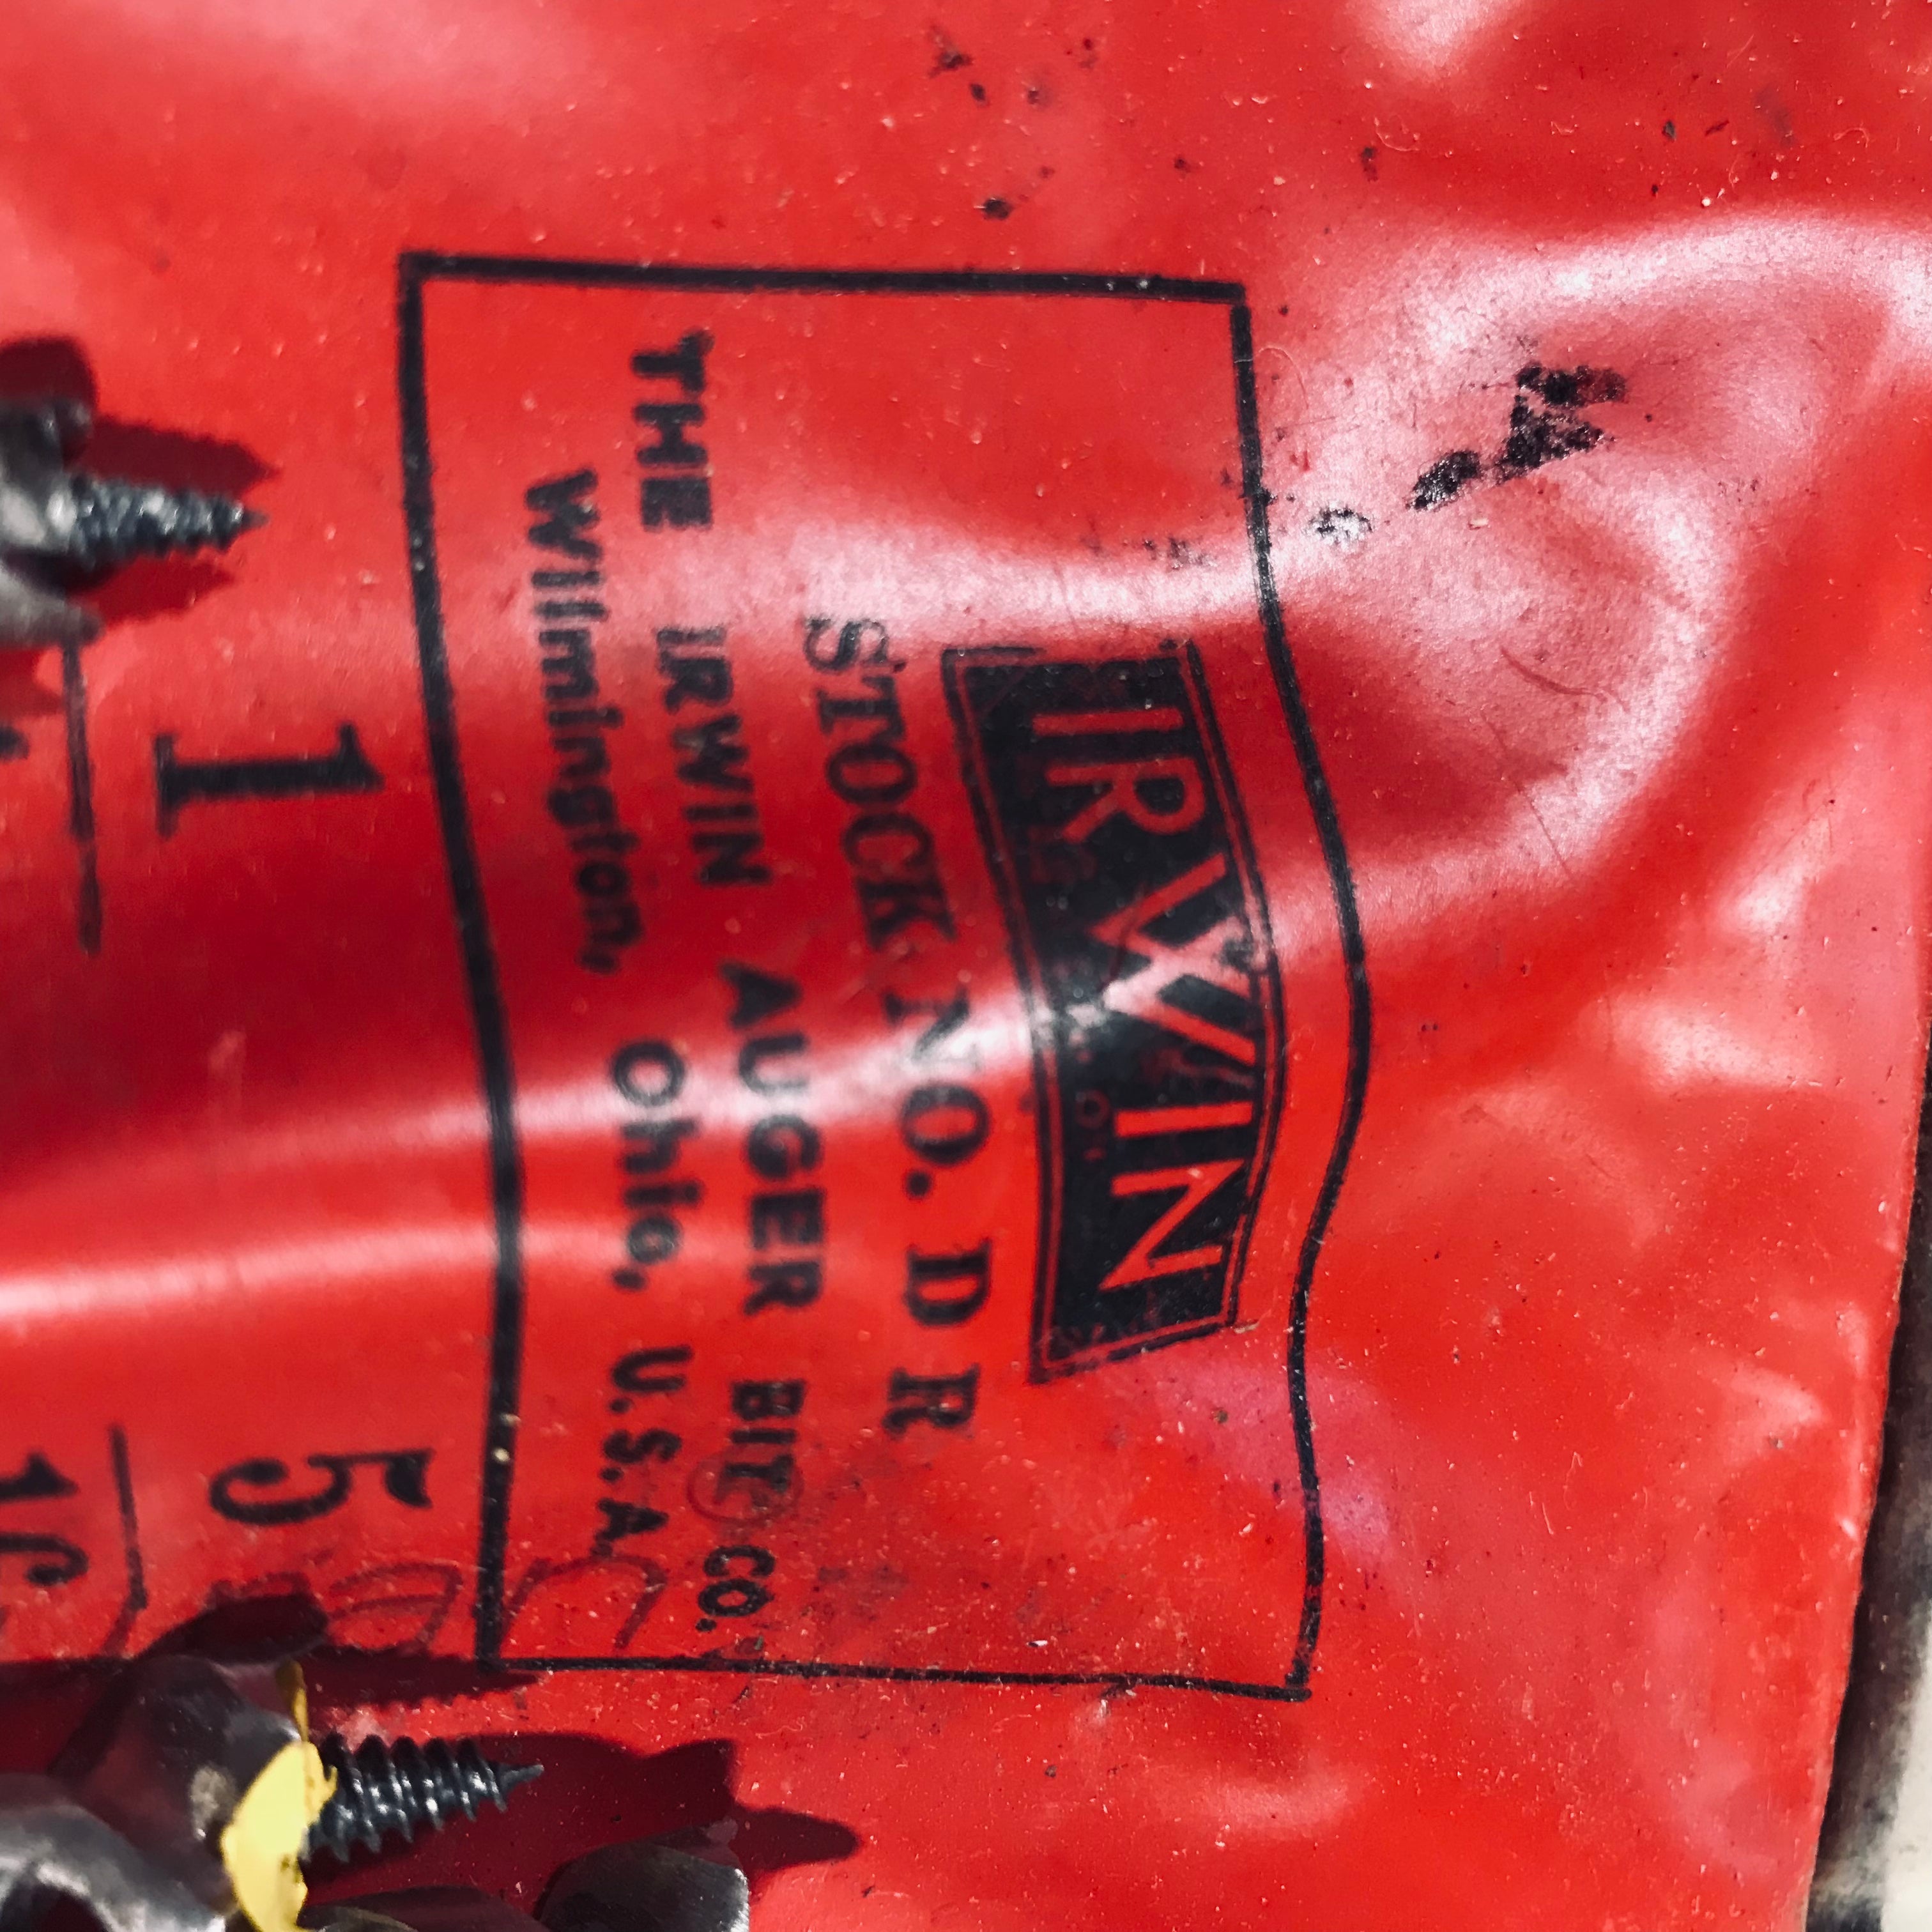 IRWIN
STOCK NO. D R
THE IRWIN AUGER BIT CO.
Wilmington, Ohio, U.S.A.
1
5